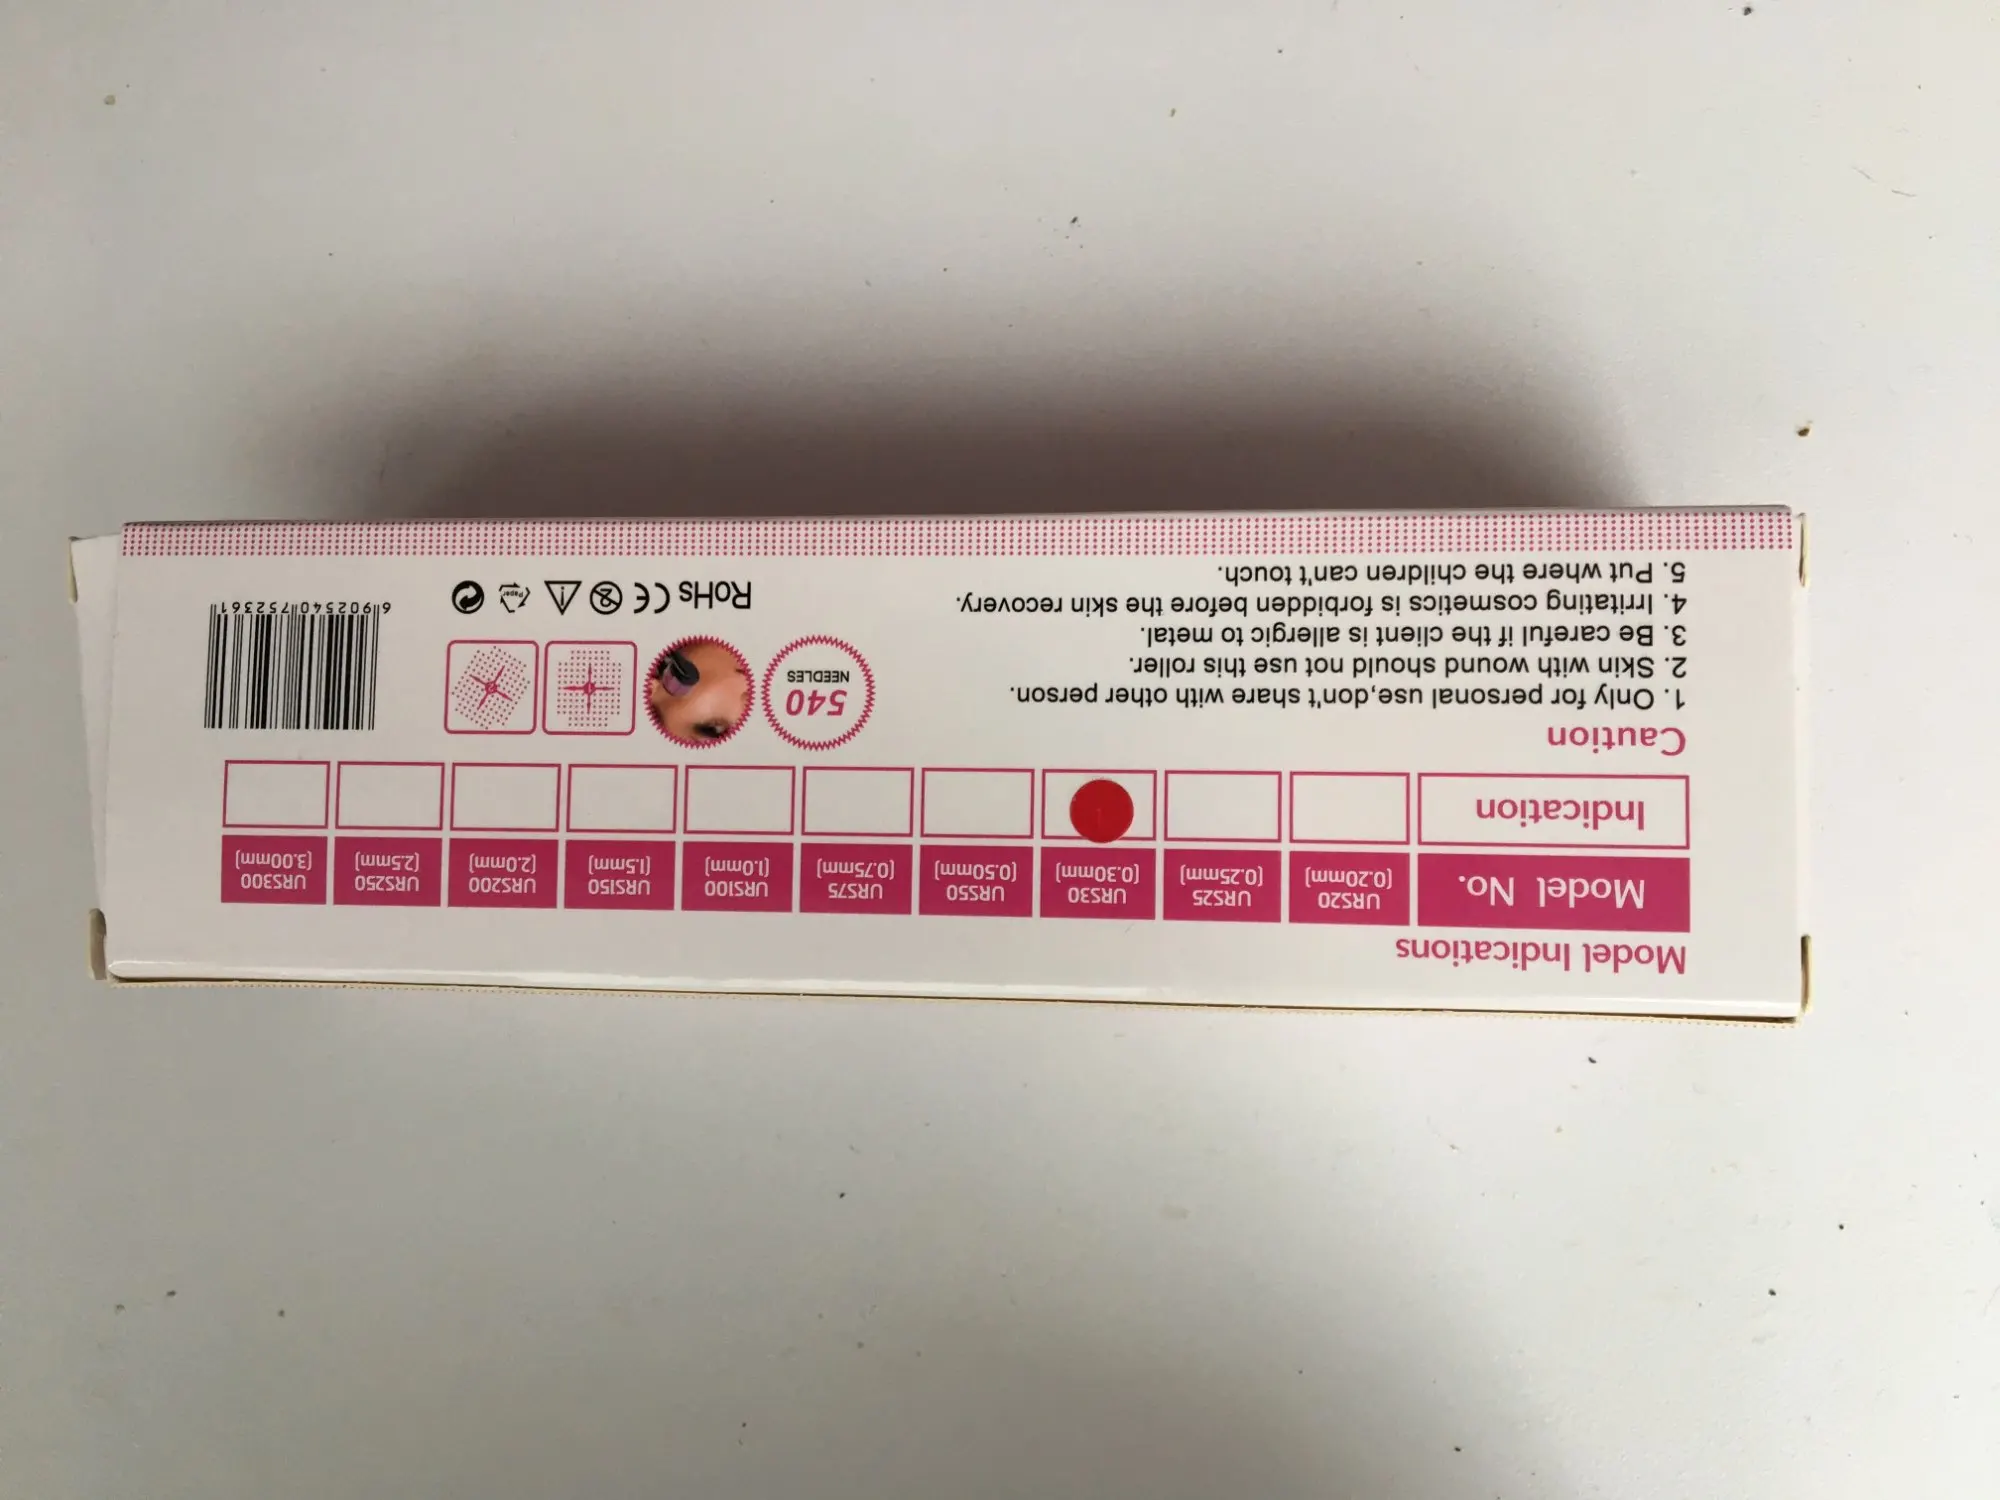 Model Indications
Model No.
URS20 (0.20mm)
URS25 (0.25mm)
URS30 (0.30mm)
URS50 (0.50mm)
URS75 (0.75mm)
URS100 (1.0mm)
URS150 (1.5mm)
URS200 (2.0mm)
URS250 (2.5mm)
URS300 (3.00mm)
Indication
Caution
1. Only for personal use,don't share with other person.
2. Skin with wound should not use this roller.
3. Be careful if the client is allergic to metal.
4. Irritating cosmetics is forbidden before the skin recovery.
5. Put where the children can't touch.
540
NEEDLES
RoHS CE
Paper
6902540752361